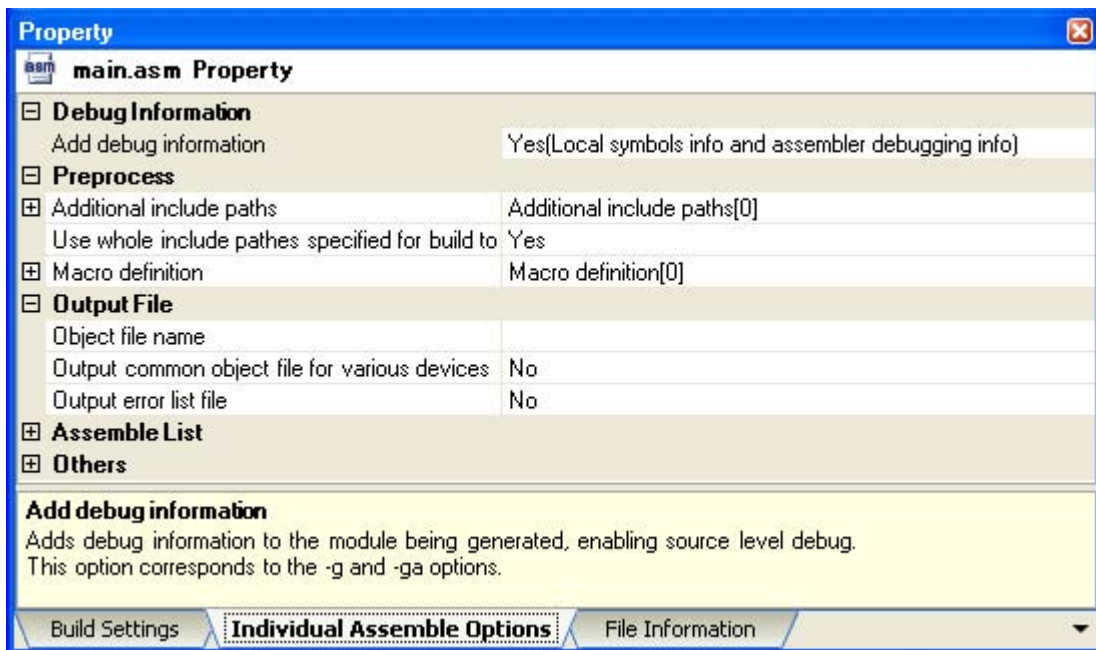 Property
asm main.asm Property
Debug Information
Add debug information Yes(Local symbols info and assembler debugging info)
Preprocess
Additional include paths Additional include paths[0]
Use whole include pathes specified for build to Yes
Macro definition Macro definition[0]
Output File
Object file name
Output common object file for various devices No
Output error list file No
Assemble List
Others
Add debug information
Adds debug information to the module being generated, enabling source level debug.
This option corresponds to the -g and -ga options.
Build Settings Individual Assemble Options File Information